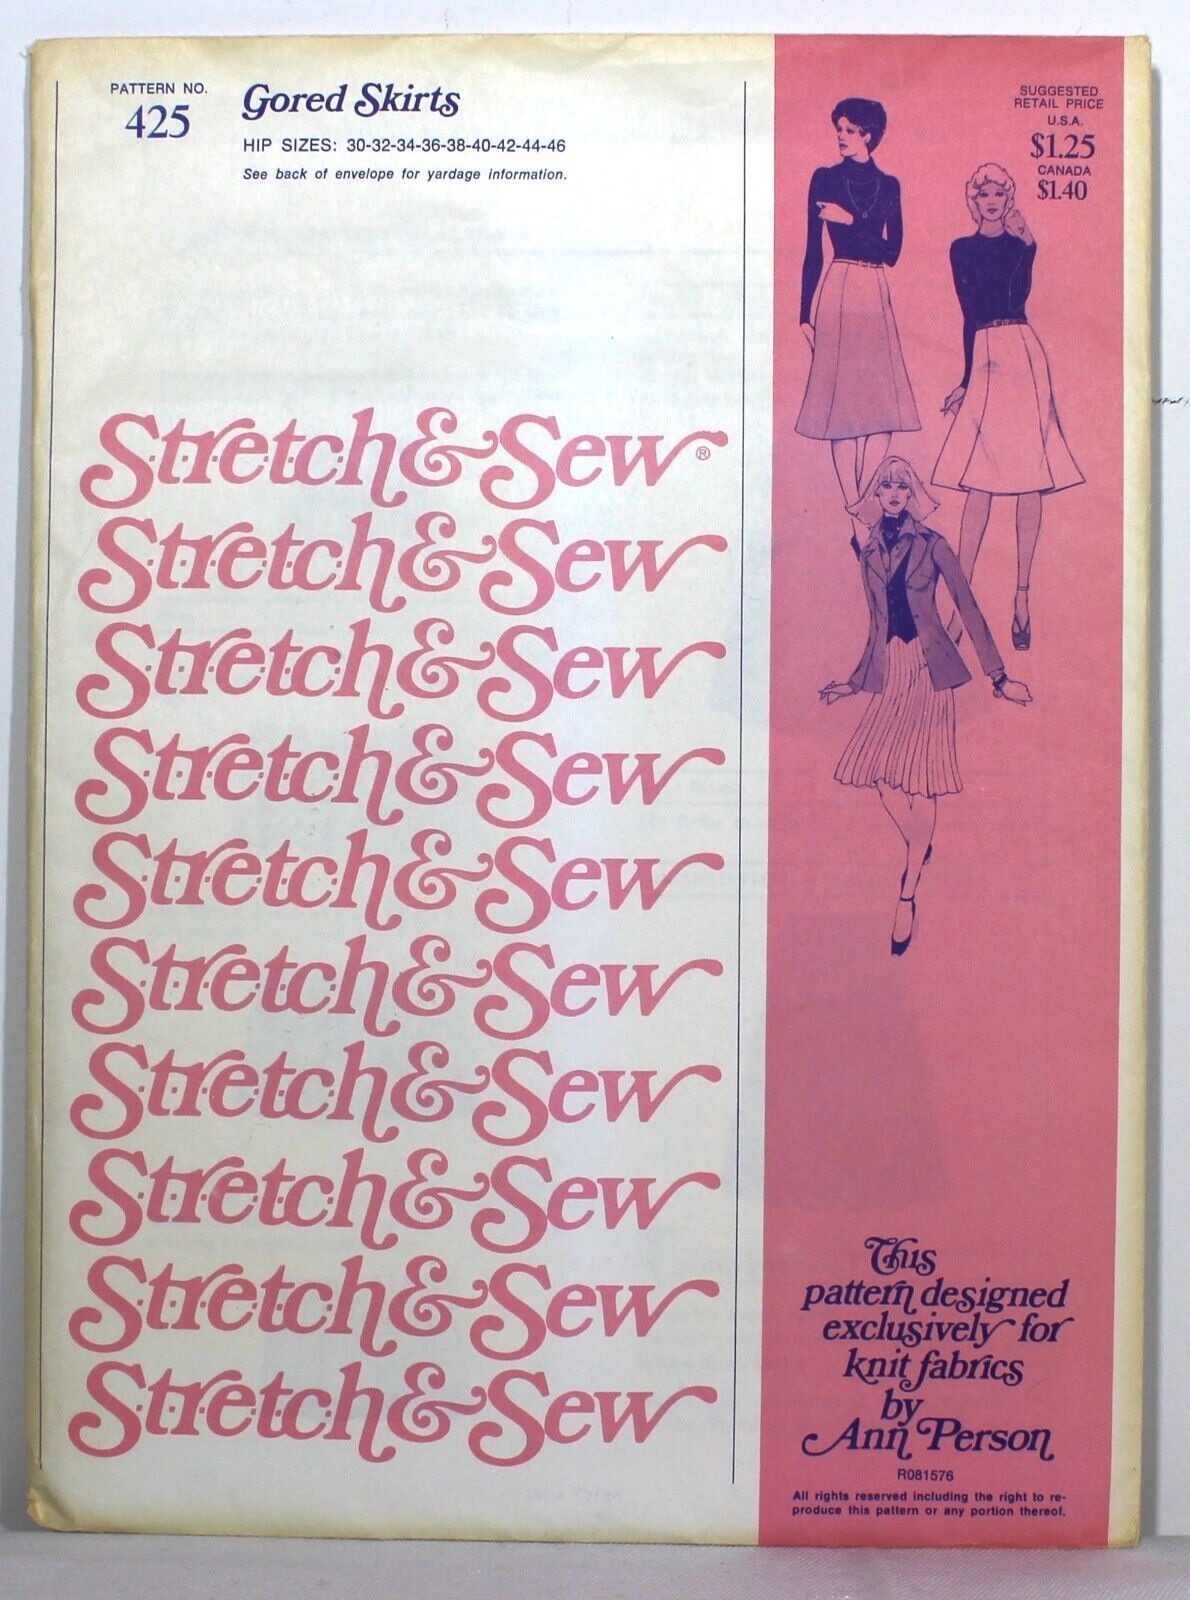 PATTERN NO.
425
Gored Skirts
HIP SIZES: 30-32-34-36-38-40-42-44-46
See back of envelope for yardage information.
SUGGESTED
RETAIL PRICE
U.S.A.
$1.25
CANADA
$1.40
Stretch & Sew®
Stretch & Sew
Stretch & Sew
Stretch & Sew
Stretch & Sew
Stretch & Sew
Stretch & Sew
Stretch & Sew
Stretch & Sew
Stretch & Sew
This
pattern designed
exclusively for
knit fabrics
by
Ann Person
R081576
All rights reserved including the right to re-
produce this pattern or any portion thereof.